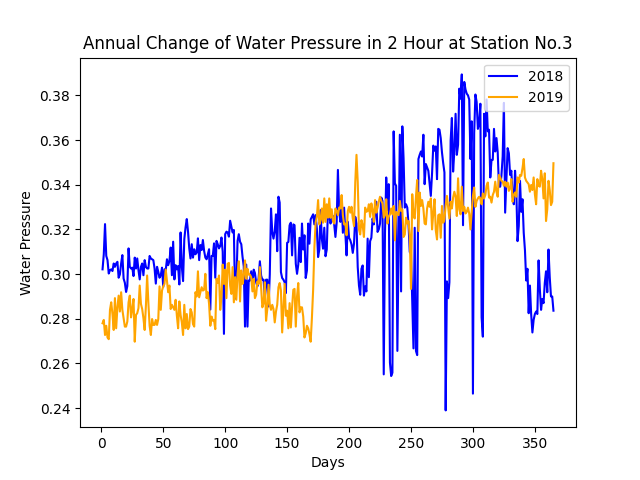 Annual Change of Water Pressure in 2 Hour at Station No.3
2018
2019
0.38
0.36
0.34
0.32
0.30
0.28
0.26
0.24
Water Pressure
0 50 100 150 200 250 300 350
Days